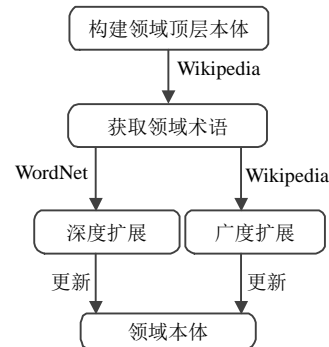 构建领域顶层本体
Wikipedia
获取领域术语
WordNet
Wikipedia
深度扩展
广度扩展
更新
更新
领域本体